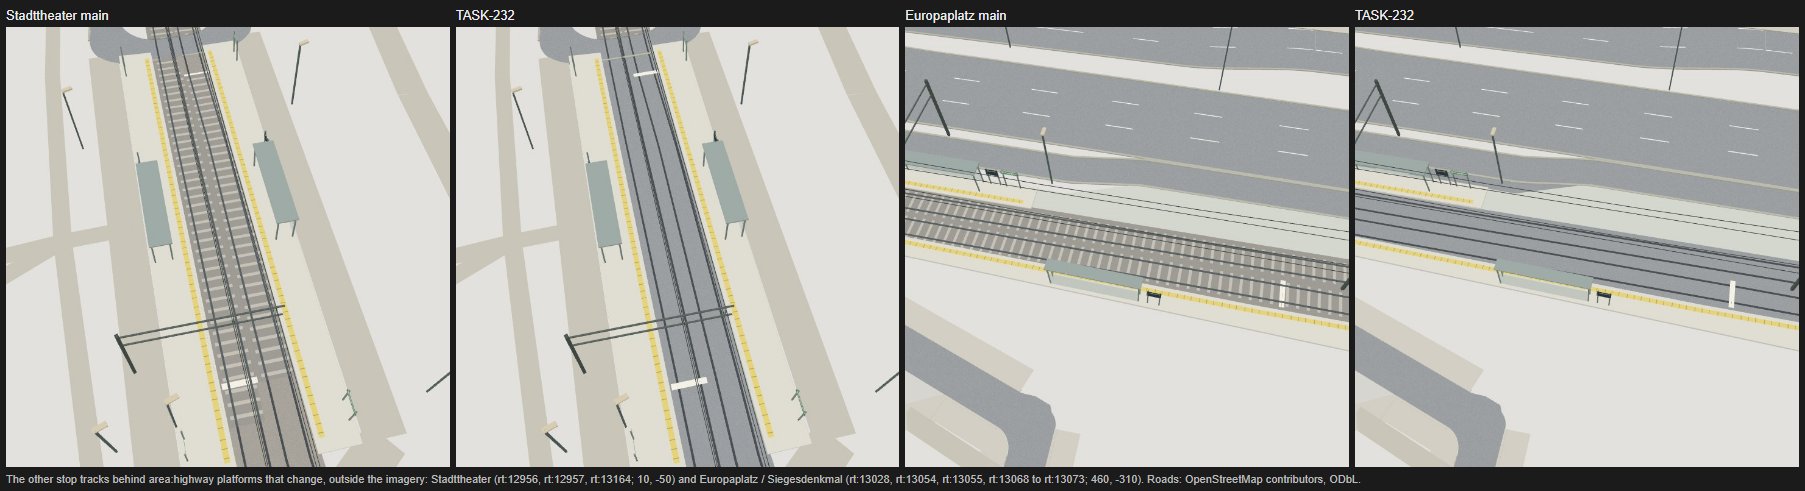 Stadttheater main
TASK-232
Europaplatz main
TASK-232
The other stop tracks behind area:highway platforms that change, outside the imagery: Stadttheater (rt:12956, rt:12957, rt:13164; 10, -50) and Europaplatz / Siegesdenkmal (rt:13028, rt:13054, rt:13055, rt:13068 to rt:13073; 460, -310). Roads: OpenStreetMap contributors, ODbL.